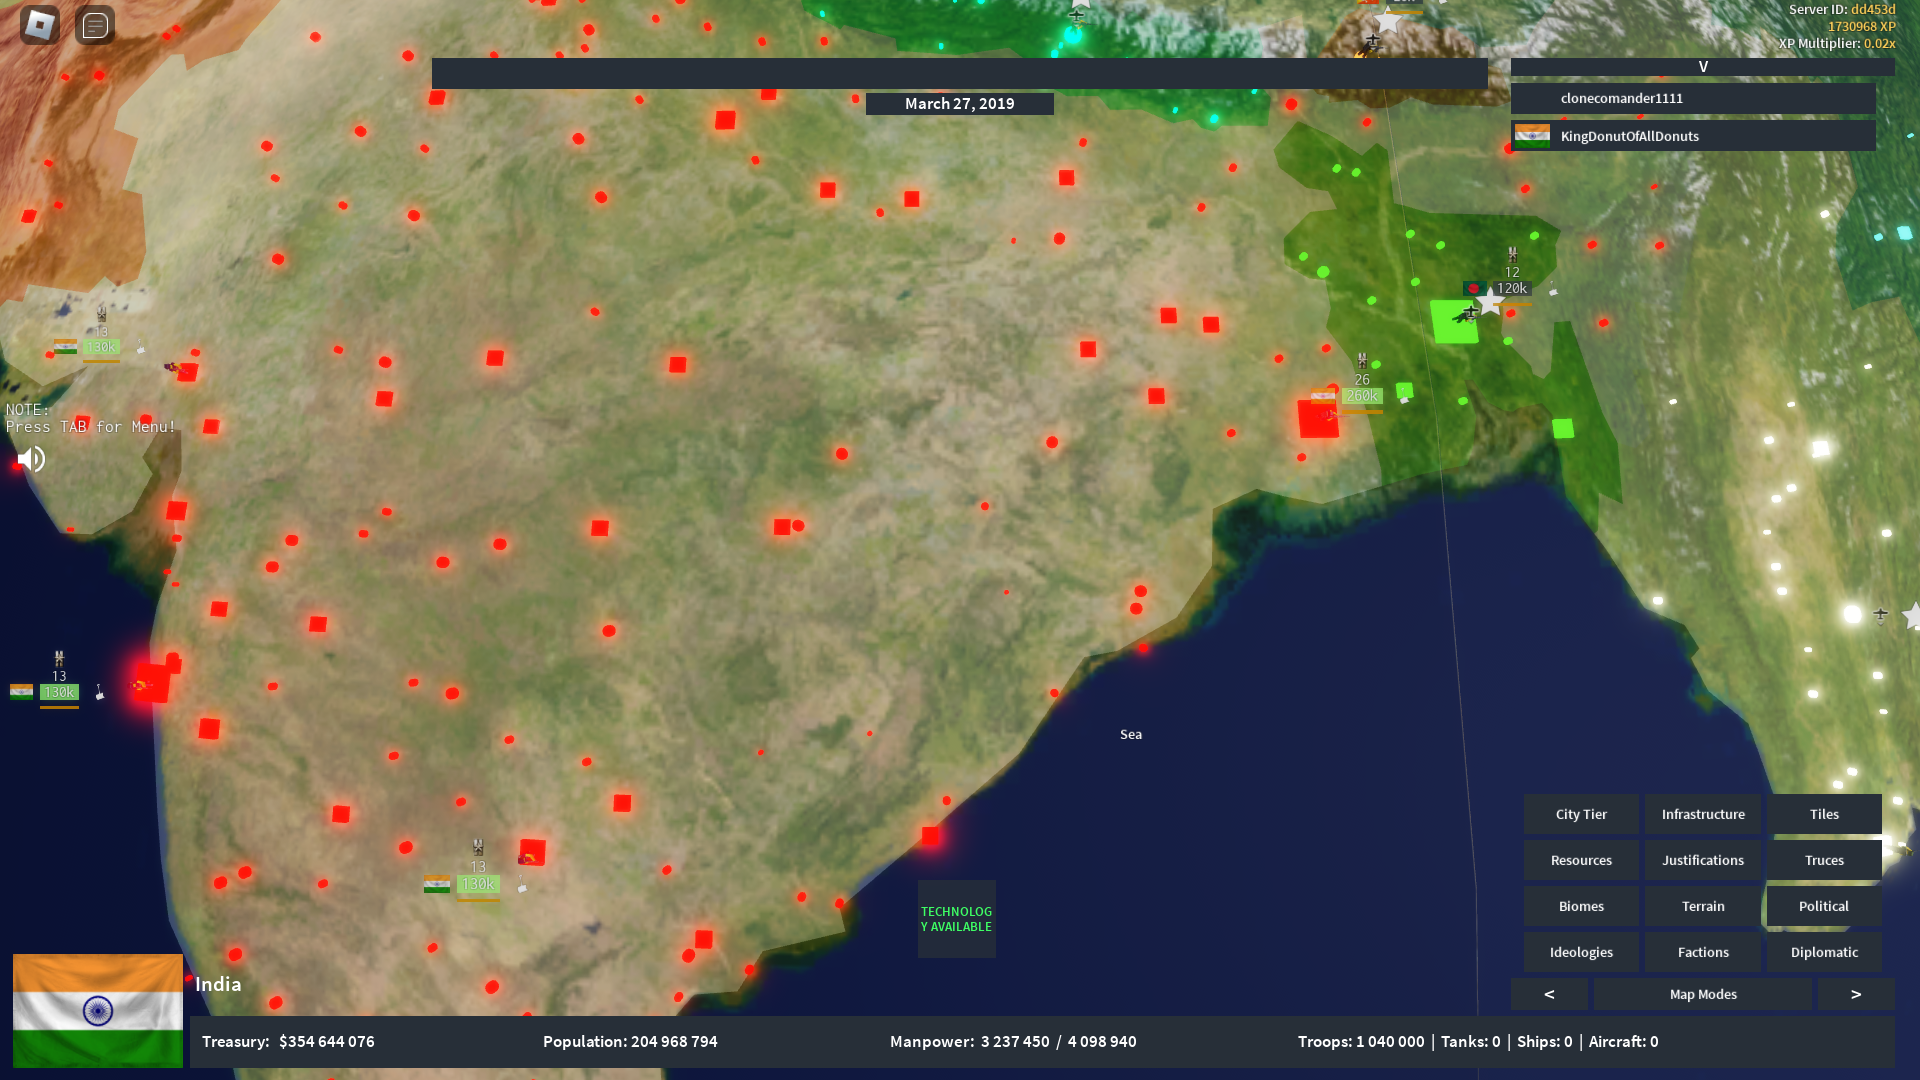 Server ID: dd453d
1730968 XP
XP Multiplier: 0.02x
V
clonecomander1111
KingDonutOfAllDonuts
March 27, 2019
12
120k
13
130k
26
260k
NOTE:
Press TAB for Menu!
13
130k
Sea
13
130k
TECHNOLOG
Y AVAILABLE
City Tier
Infrastructure
Tiles
Resources
Justifications
Truces
Biomes
Terrain
Political
Ideologies
Factions
Diplomatic
<
Map Modes
>
India
Treasury: $354 644 076
Population: 204 968 794
Manpower: 3 237 450 / 4 098 940
Troops: 1 040 000 | Tanks: 0 | Ships: 0 | Aircraft: 0